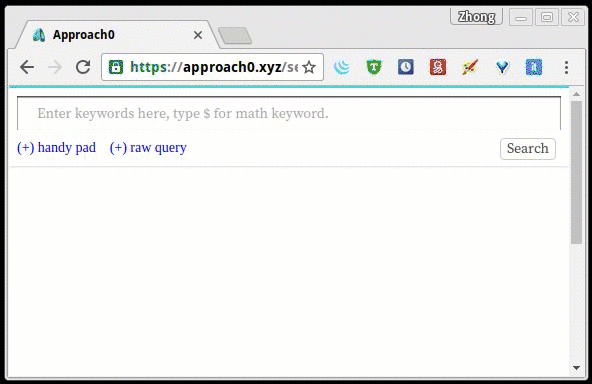 Zhong
Approach0
https://approach0.xyz/se
Enter keywords here, type $ for math keyword.
(+) handy pad (+) raw query
Search